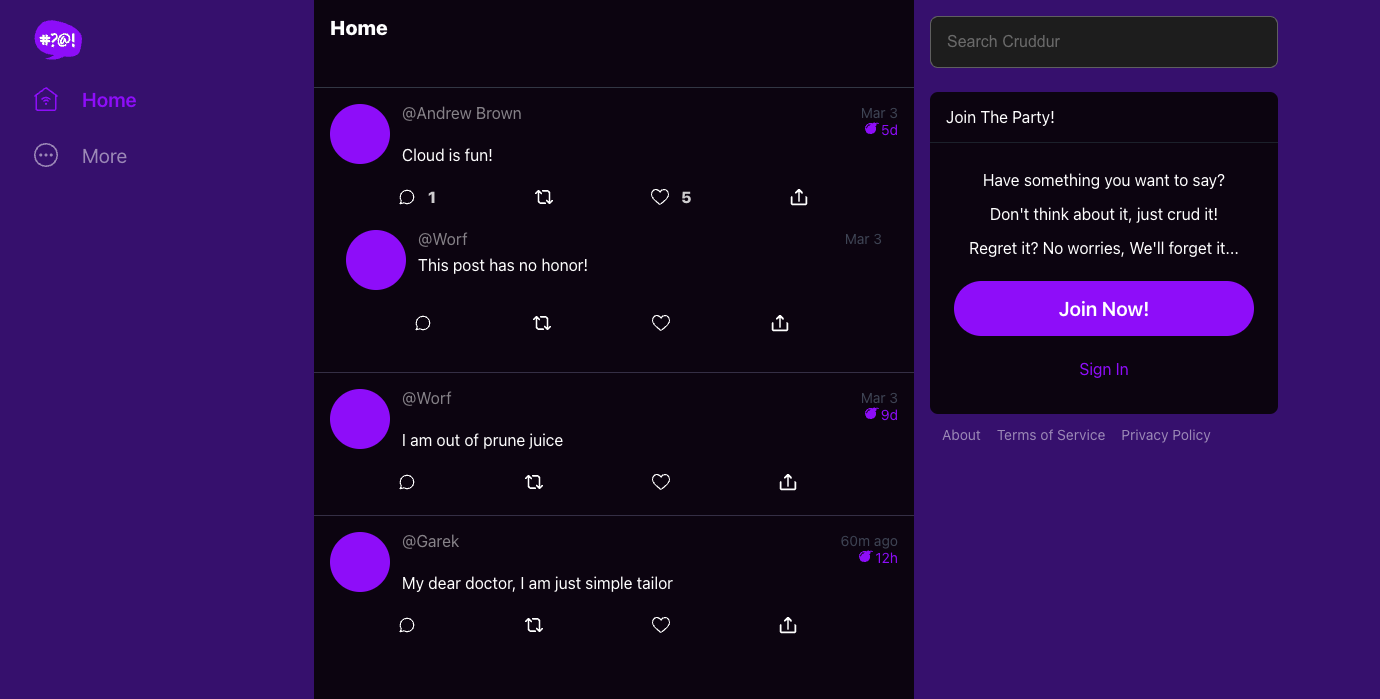 #?@!
Home
More
Home
@Andrew Brown
Mar 3
5d
Cloud is fun!
1
5
@Worf
Mar 3
This post has no honor!
@Worf
Mar 3
9d
I am out of prune juice
@Garek
60m ago
12h
My dear doctor, I am just simple tailor
Search Cruddur
Join The Party!
Have something you want to say?
Don't think about it, just crud it!
Regret it? No worries, We'll forget it...
Join Now!
Sign In
About Terms of Service Privacy Policy